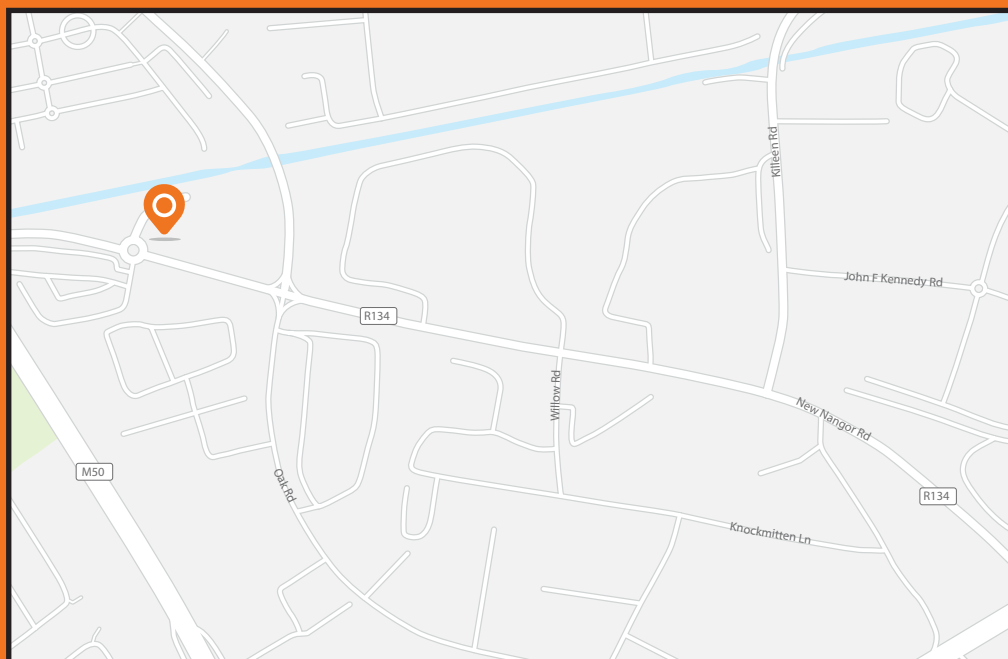 Killeen Rd
John F Kennedy Rd
R134
Willow Rd
New Nangor Rd
M50
Oak Rd
R134
Knockmitten Ln